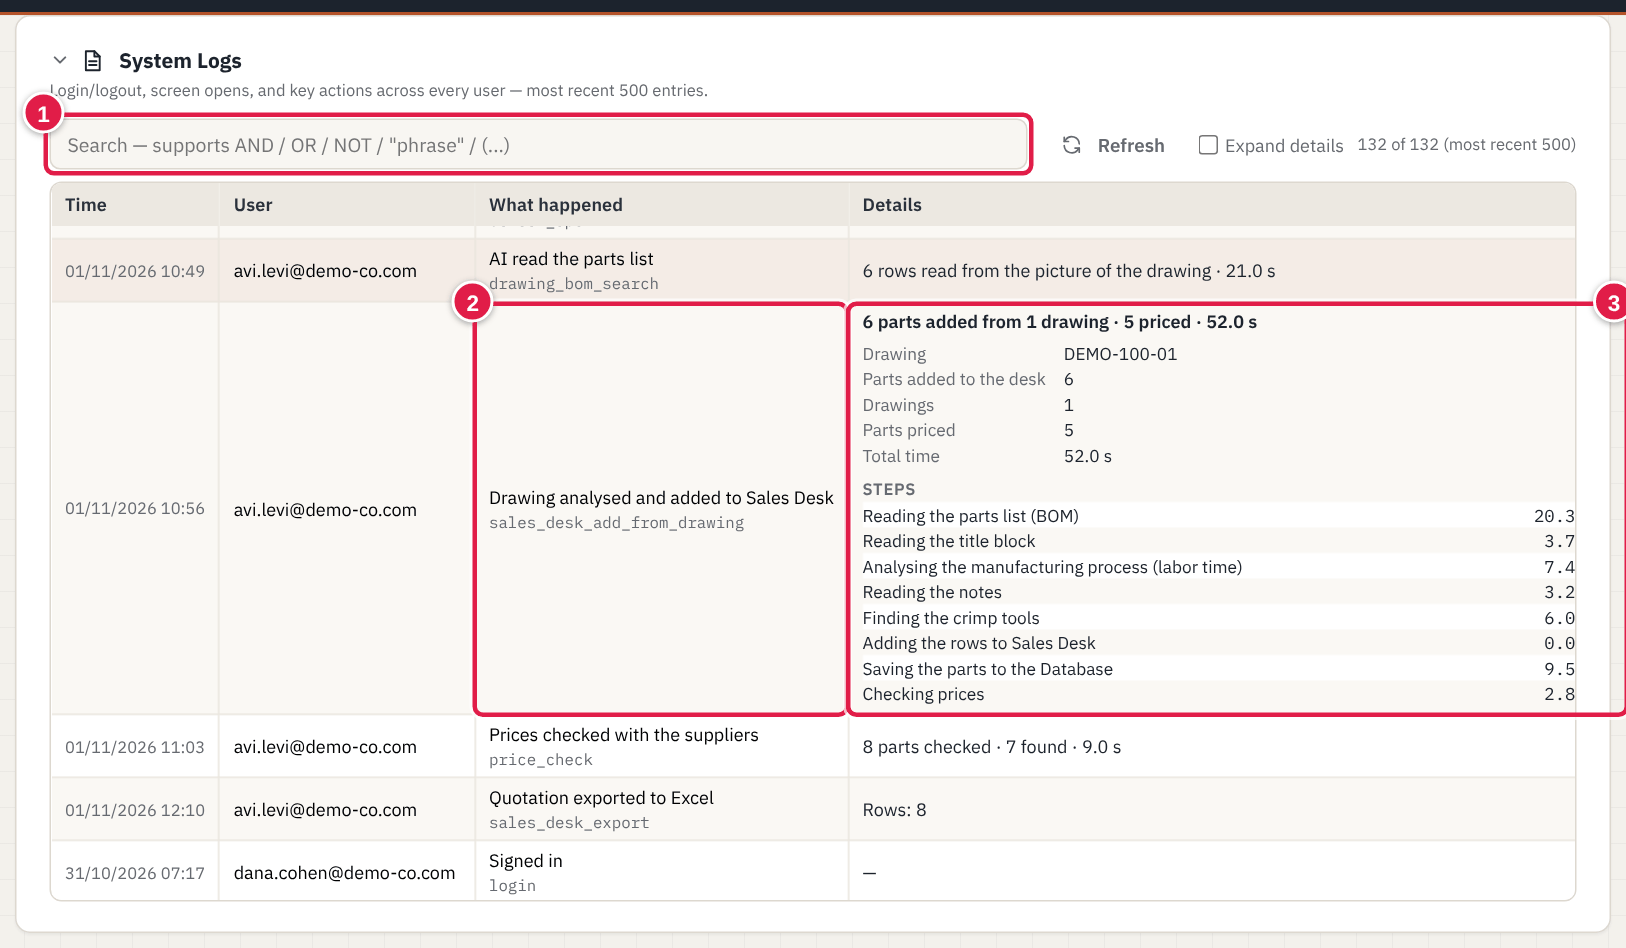 System Logs
Login/logout, screen opens, and key actions across every user — most recent 500 entries.
1
Search — supports AND / OR / NOT / "phrase" / (...)
Refresh
Expand details
132 of 132 (most recent 500)
Time User What happened Details
01/11/2026 10:49 avi.levi@demo-co.com AI read the parts list
drawing_bom_search
6 rows read from the picture of the drawing · 21.0 s
2
3
01/11/2026 10:56 avi.levi@demo-co.com Drawing analysed and added to Sales Desk
sales_desk_add_from_drawing
6 parts added from 1 drawing · 5 priced · 52.0 s
Drawing DEMO-100-01
Parts added to the desk 6
Drawings 1
Parts priced 5
Total time 52.0 s
STEPS
Reading the parts list (BOM) 20.3
Reading the title block 3.7
Analysing the manufacturing process (labor time) 7.4
Reading the notes 3.2
Finding the crimp tools 6.0
Adding the rows to Sales Desk 0.0
Saving the parts to the Database 9.5
Checking prices 2.8
01/11/2026 11:03 avi.levi@demo-co.com Prices checked with the suppliers
price_check
8 parts checked · 7 found · 9.0 s
01/11/2026 12:10 avi.levi@demo-co.com Quotation exported to Excel
sales_desk_export
Rows: 8
31/10/2026 07:17 dana.cohen@demo-co.com Signed in
login
—